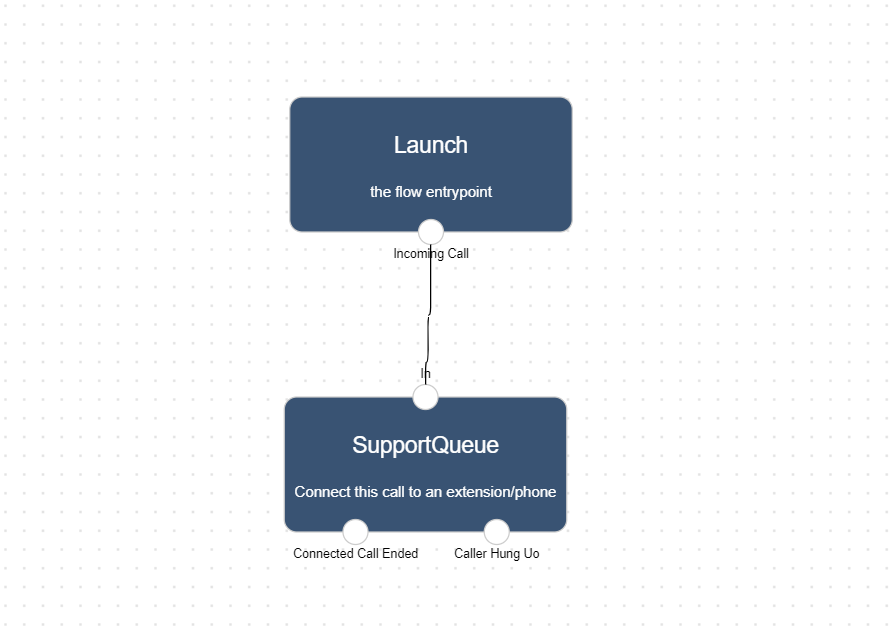 Launch
the flow entrypoint
Incoming Call
In
SupportQueue
Connect this call to an extension/phone
Connected Call Ended
Caller Hung Uo